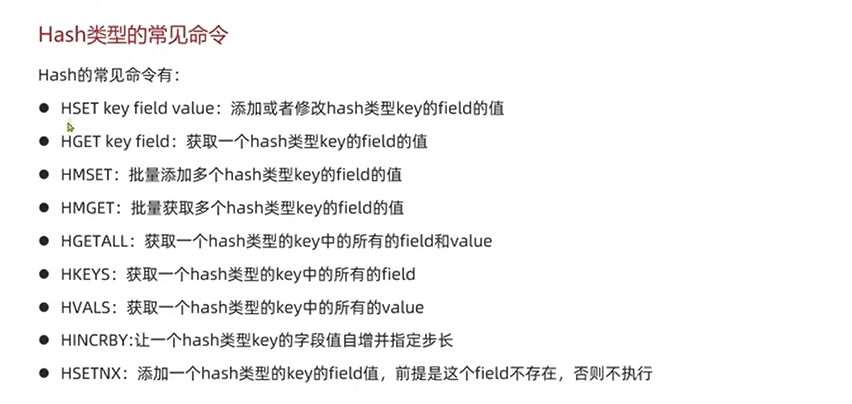 Hash类型的常见命令
Hash的常见命令有：
● HSET key field value：添加或者修改hash类型key的field的值
● HGET key field：获取一个hash类型key的field的值
● HMSET：批量添加多个hash类型key的field的值
● HMGET：批量获取多个hash类型key的field的值
● HGETALL：获取一个hash类型的key中的所有的field和value
● HKEYS：获取一个hash类型的key中的所有的field
● HVALS：获取一个hash类型的key中的所有的value
● HINCRBY:让一个hash类型key的字段值自增并指定步长
● HSETNX：添加一个hash类型的key的field值，前提是这个field不存在，否则不执行